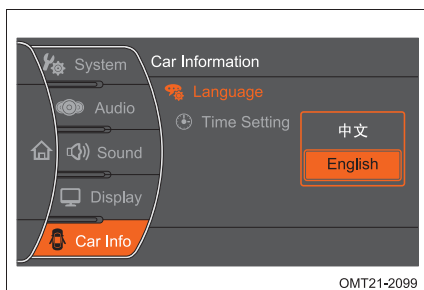 System
Audio
Sound
Display
Car Info
Car Information
Language
Time Setting
中文
English
OMT21-2099